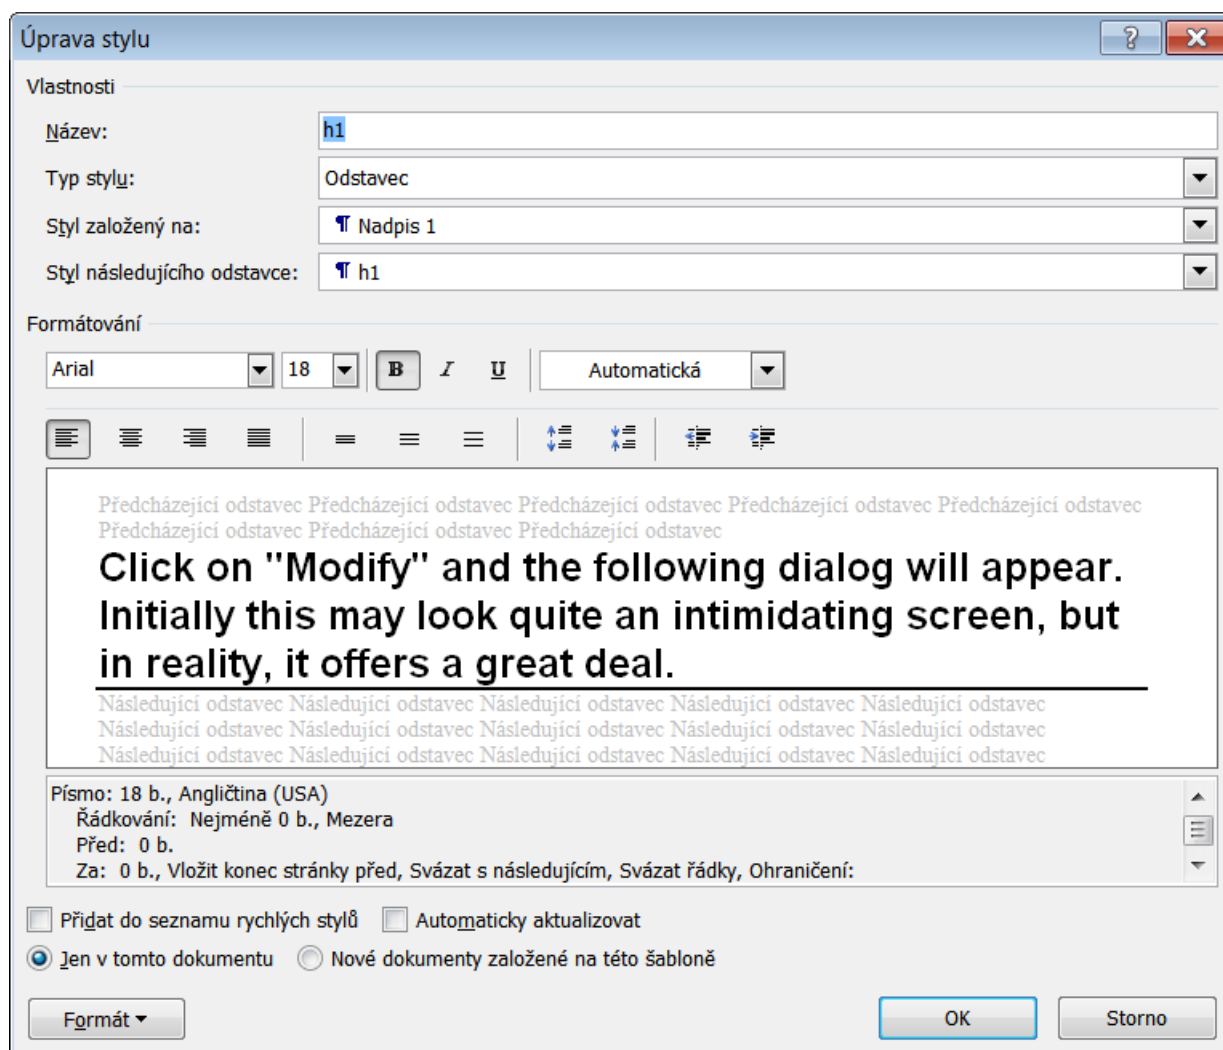 Úprava stylu
Vlastnosti
Název:
h1
Typ stylu:
Odstavec
Styl založený na:
¶ Nadpis 1
Styl následujícího odstavce:
¶ h1
Formátování
Arial
18
B
I
U
Automatická
Předcházející odstavec Předcházející odstavec Předcházející odstavec Předcházející odstavec Předcházející odstavec
Předcházející odstavec Předcházející odstavec Předcházející odstavec
Click on "Modify" and the following dialog will appear.
Initially this may look quite an intimidating screen, but
in reality, it offers a great deal.
Následující odstavec Následující odstavec Následující odstavec Následující odstavec Následující odstavec
Následující odstavec Následující odstavec Následující odstavec Následující odstavec Následující odstavec
Následující odstavec Následující odstavec Následující odstavec Následující odstavec Následující odstavec
Písmo: 18 b., Angličtina (USA)
Řádkování: Nejméně 0 b., Mezera
Před: 0 b.
Za: 0 b., Vložit konec stránky před, Svázat s následujícím, Svázat řádky, Ohraničení:
Přidat do seznamu rychlých stylů
Automaticky aktualizovat
Jen v tomto dokumentu
Nové dokumenty založené na této šabloně
Formát
OK
Storno